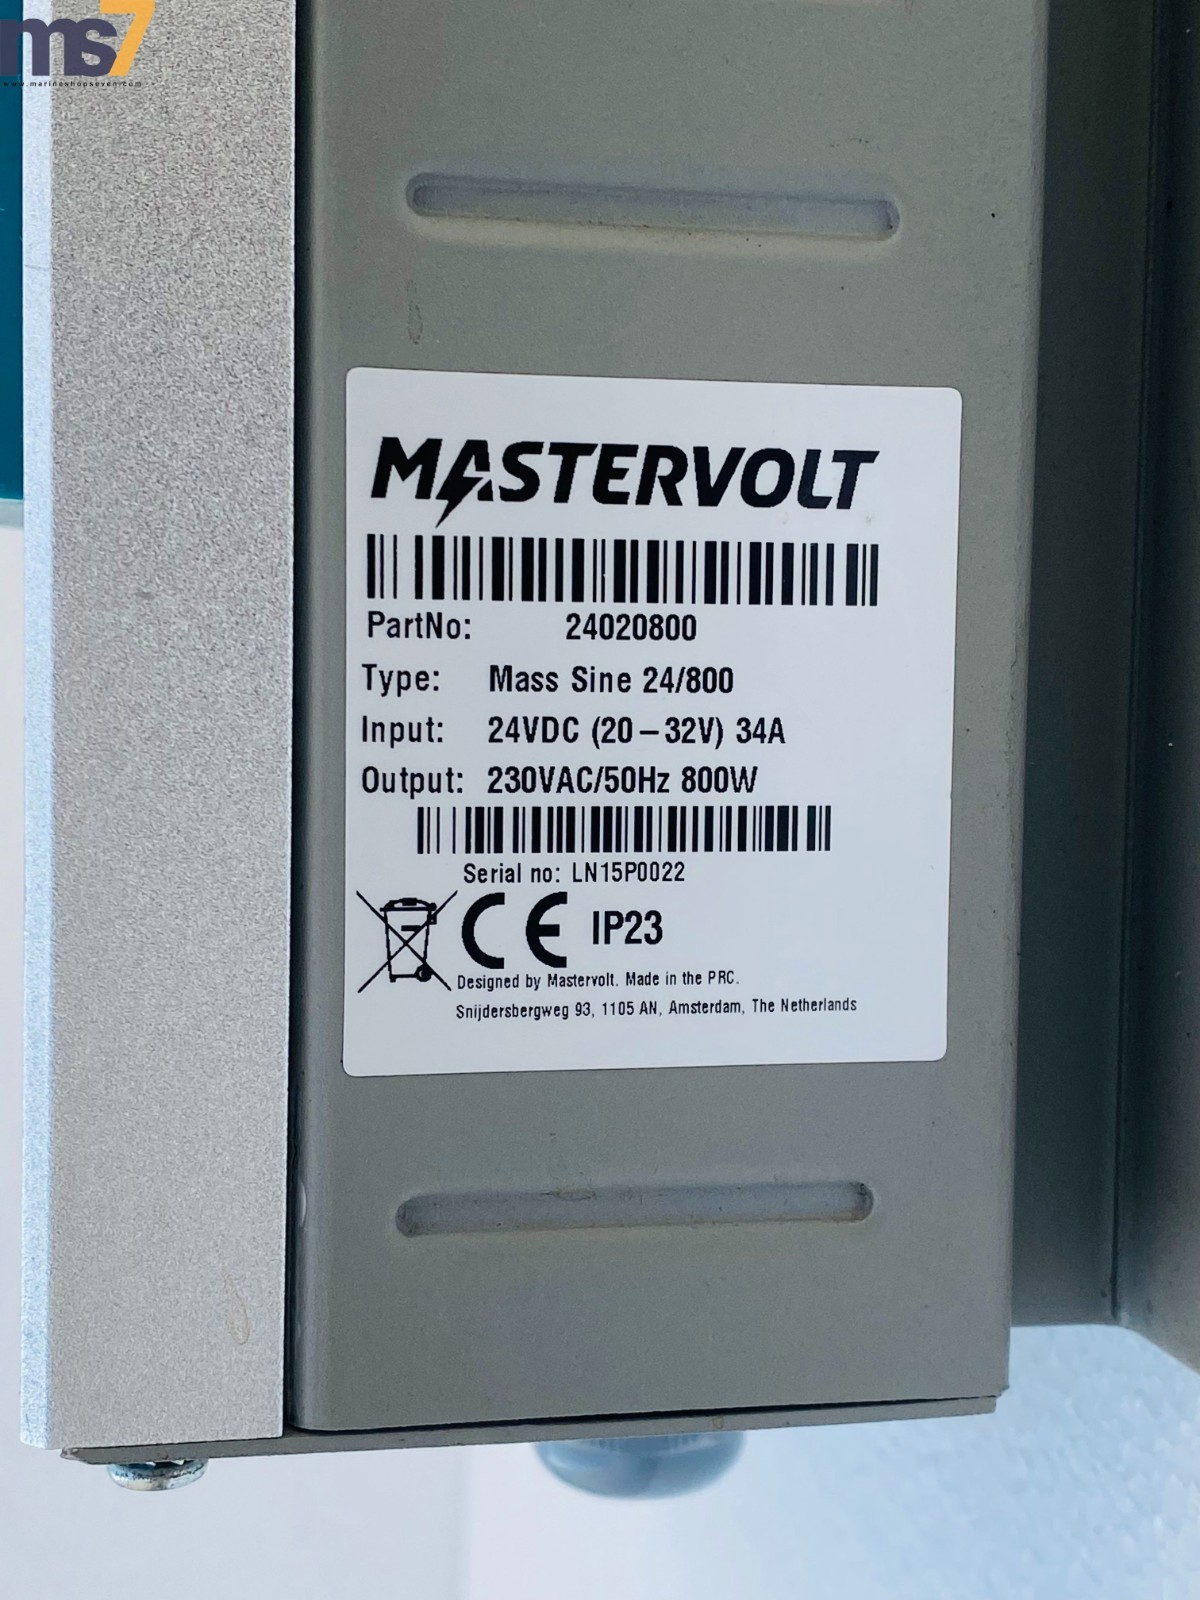 ms7
www.marineshopseven.com
MASTERVOLT
PartNo: 24020800
Type: Mass Sine 24/800
Input: 24VDC (20–32V) 34A
Output: 230VAC/50Hz 800W
Serial no: LN15P0022
CE IP23
Designed by Mastervolt. Made in the PRC.
Snijdersbergweg 93, 1105 AN, Amsterdam, The Netherlands